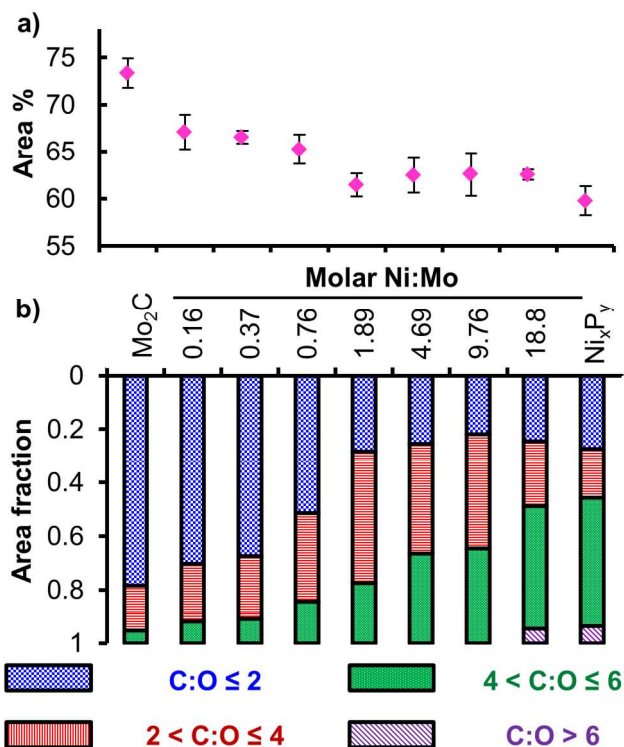 a)
Area %
75
70
65
60
55
Molar Ni:Mo
b)
Mo₂C
0.16
0.37
0.76
1.89
4.69
9.76
18.8
NiₓPᵧ
Area fraction
0
0.2
0.4
0.6
0.8
1
C:O ≤ 2
4 < C:O ≤ 6
2 < C:O ≤ 4
C:O > 6